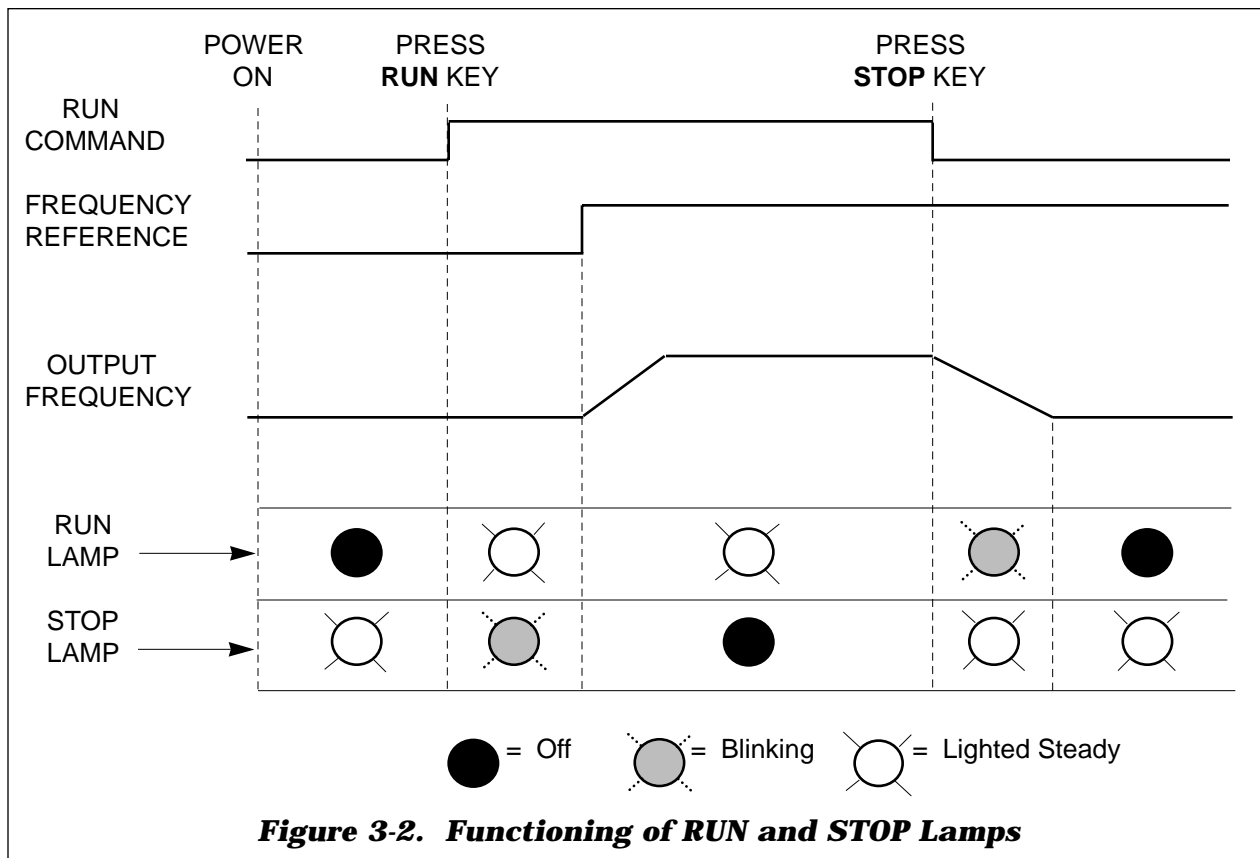 POWER
ON
PRESS
RUN KEY
PRESS
STOP KEY
RUN
COMMAND
FREQUENCY
REFERENCE
OUTPUT
FREQUENCY
RUN
LAMP
STOP
LAMP
= Off
= Blinking
= Lighted Steady
Figure 3-2. Functioning of RUN and STOP Lamps